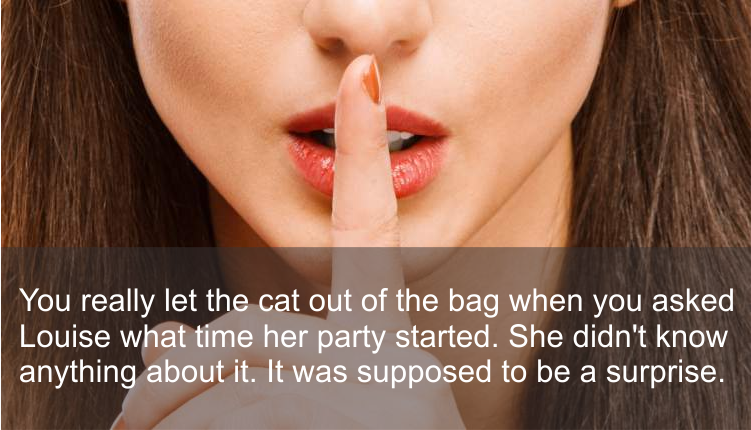 You really let the cat out of the bag when you asked
Louise what time her party started. She didn't know
anything about it. It was supposed to be a surprise.